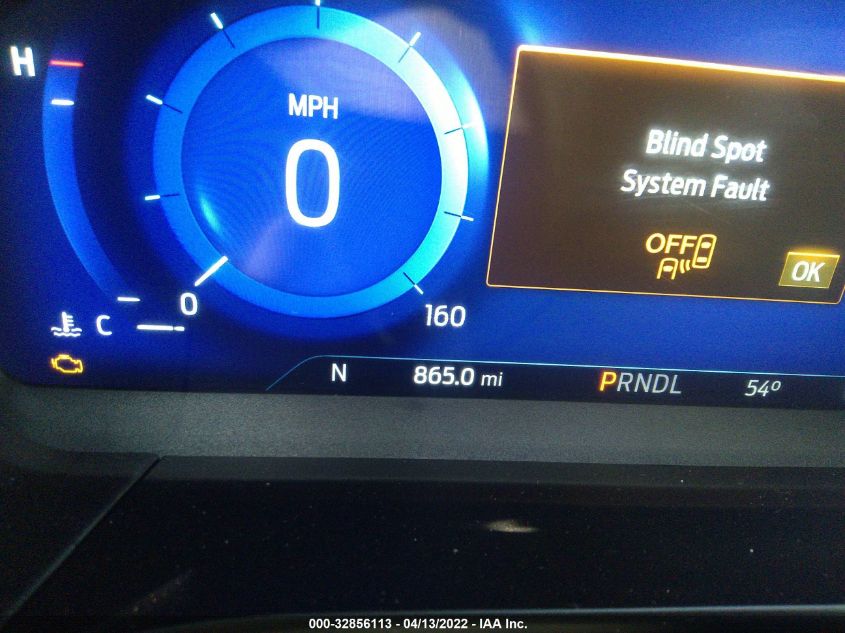 H
MPH
0
Blind Spot
System Fault
OFF
OK
0
160
C
N
865.0 mi
PRNDL
54º
000-32856113 - 04/13/2022 - IAA Inc.